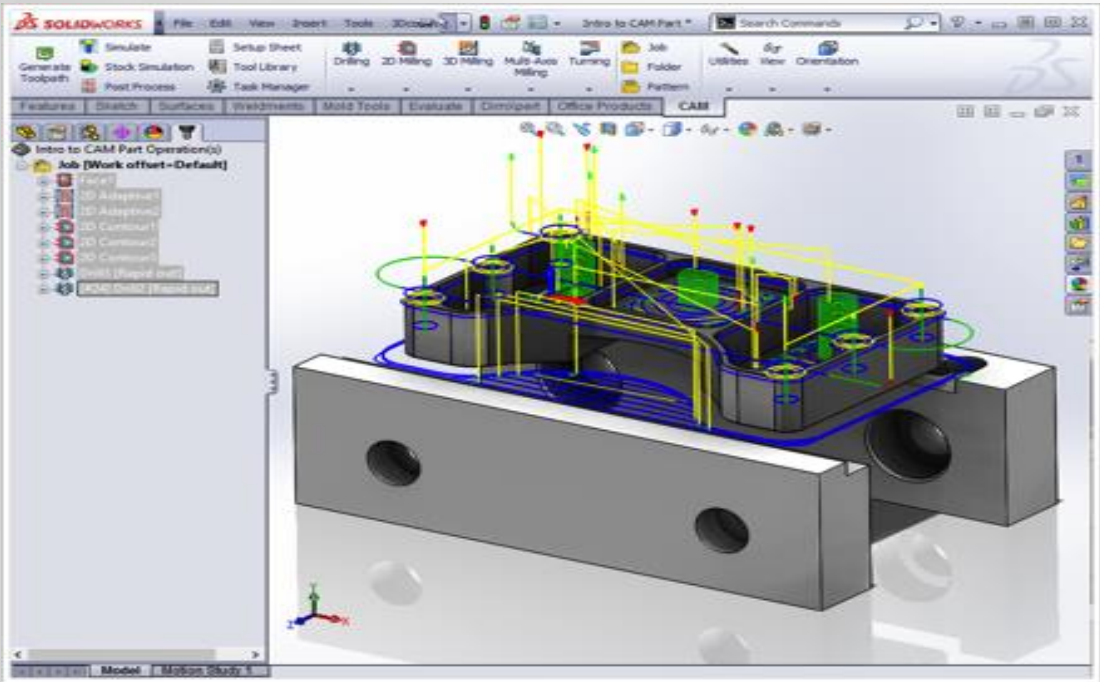 SOLIDWORKS File Edit View Insert Tools Intro to CAM Part * Search Commands
Generate Toolpath
Simulate
Stock Simulation
Post Process
Setup Sheet
Tool Library
Task Manager
Drilling 2D Milling 3D Milling Multi-Axis Milling Turning
Job
Folder
Pattern
Utilities View Orientation
Features Sketch Surfaces Weldments Mold Tools Evaluate DimXpert Office Products CAM
Intro to CAM Part Operation(s)
Job [Work offset=Default]
Face1
2D Adaptive1
2D Adaptive2
2D Contour1
2D Contour2
2D Contour3
Drill1 [Rapid out]
Drill2 [Rapid out]
Y
Z X
Model Motion Study 1